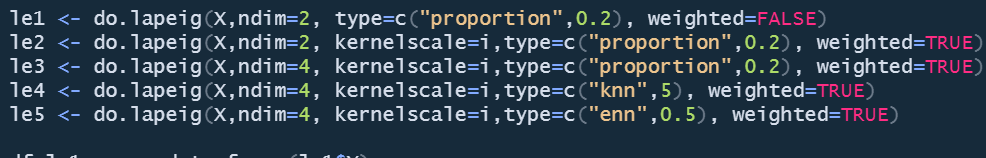 le1 <- do.lapeig(X,ndim=2, type=c("proportion",0.2), weighted=FALSE)
le2 <- do.lapeig(X,ndim=2, kernelscale=i,type=c("proportion",0.2), weighted=TRUE)
le3 <- do.lapeig(X,ndim=4, kernelscale=i,type=c("proportion",0.2), weighted=TRUE)
le4 <- do.lapeig(X,ndim=4, kernelscale=i,type=c("knn",5), weighted=TRUE)
le5 <- do.lapeig(X,ndim=4, kernelscale=i,type=c("enn",0.5), weighted=TRUE)